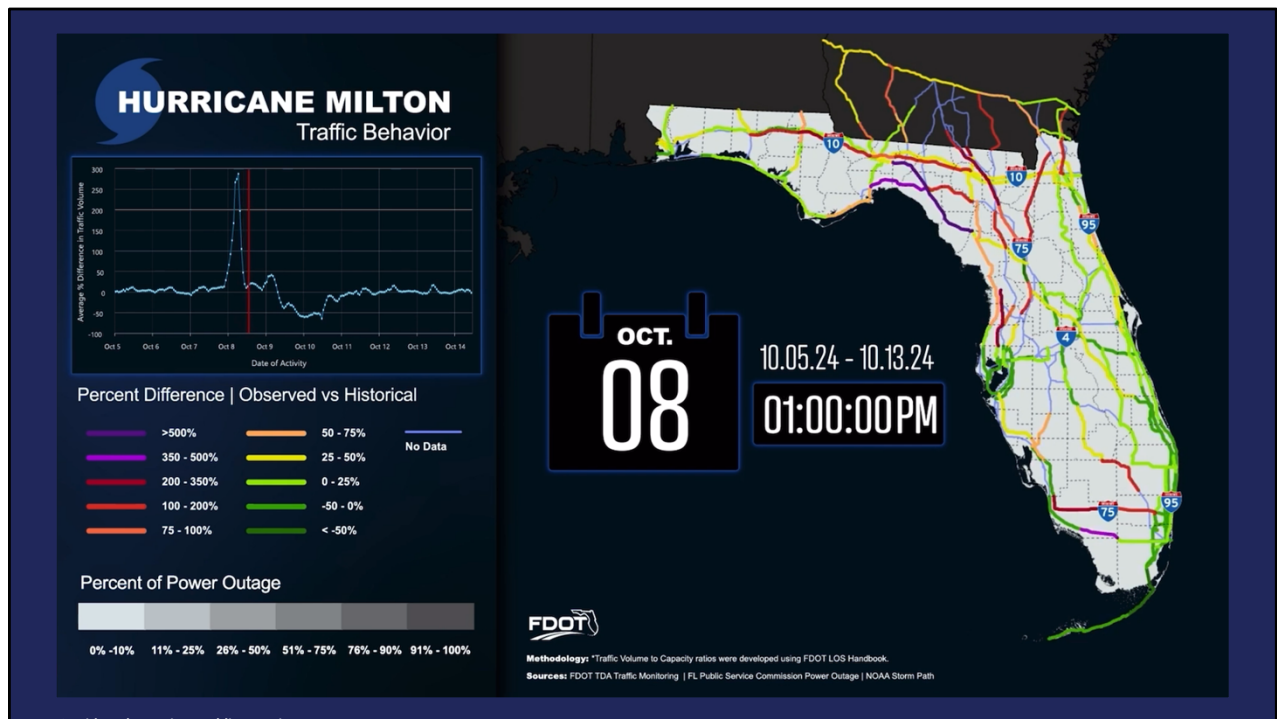 HURRICANE MILTON
Traffic Behavior
Average % Difference in Traffic Volume
300
250
200
150
100
50
0
-50
-100
Oct 5 Oct 6 Oct 7 Oct 8 Oct 9 Oct 10 Oct 11 Oct 12 Oct 13 Oct 14
Date of Activity
Percent Difference | Observed vs Historical
>500% 50 - 75% No Data
350 - 500% 25 - 50%
200 - 350% 0 - 25%
100 - 200% -50 - 0%
75 - 100% < -50%
Percent of Power Outage
0% -10% 11% - 25% 26% - 50% 51% - 75% 76% - 90% 91% - 100%
OCT.
08
10.05.24 - 10.13.24
01:00:00PM
10
10
95
75
4
95
75
FDOT
Methodology: *Traffic Volume to Capacity ratios were developed using FDOT LOS Handbook.
Sources: FDOT TDA Traffic Monitoring | FL Public Service Commission Power Outage | NOAA Storm Path